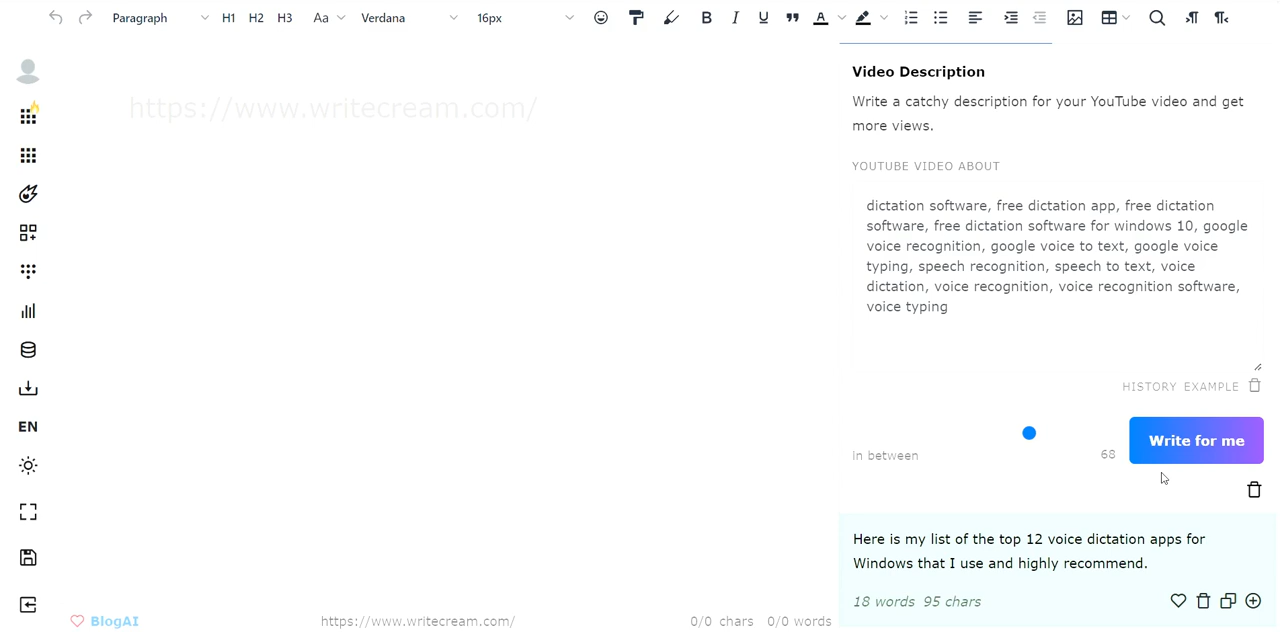 Paragraph H1 H2 H3 Aa Verdana 16px B I U A
Video Description
Write a catchy description for your YouTube video and get
more views.
https://www.writecream.com/
YOUTUBE VIDEO ABOUT
dictation software, free dictation app, free dictation
software, free dictation software for windows 10, google
voice recognition, google voice to text, google voice
typing, speech recognition, speech to text, voice
dictation, voice recognition, voice recognition software,
voice typing
HISTORY EXAMPLE
EN
Write for me
In between 68
Here is my list of the top 12 voice dictation apps for
Windows that I use and highly recommend.
18 words 95 chars
BlogAI https://www.writecream.com/ 0/0 chars 0/0 words